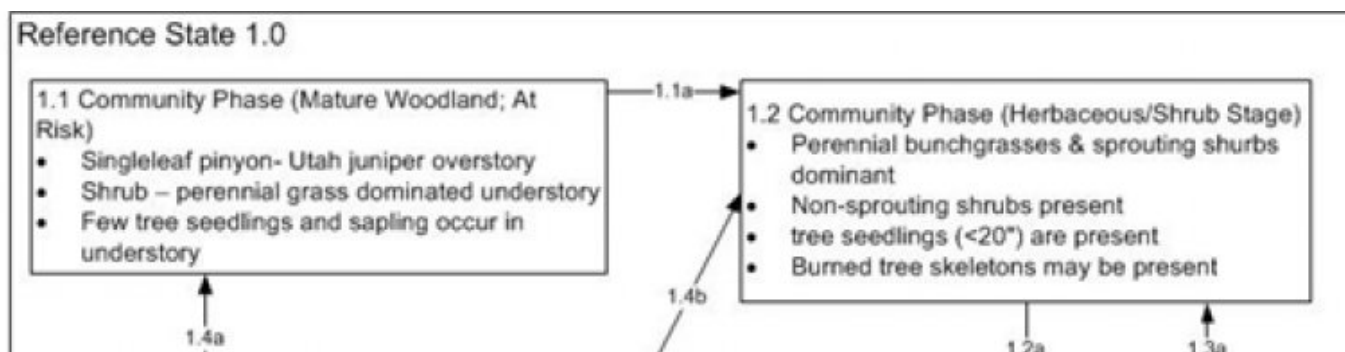 Reference State 1.0
1.1 Community Phase (Mature Woodland; At
Risk)
• Singleleaf pinyon- Utah juniper overstory
• Shrub – perennial grass dominated understory
• Few tree seedlings and sapling occur in
understory
1.1a
1.2 Community Phase (Herbaceous/Shrub Stage)
• Perennial bunchgrasses & sprouting shurbs
dominant
• Non-sprouting shrubs present
• tree seedlings (<20") are present
• Burned tree skeletons may be present
1.4a
1.4b
1.2a
1.3a